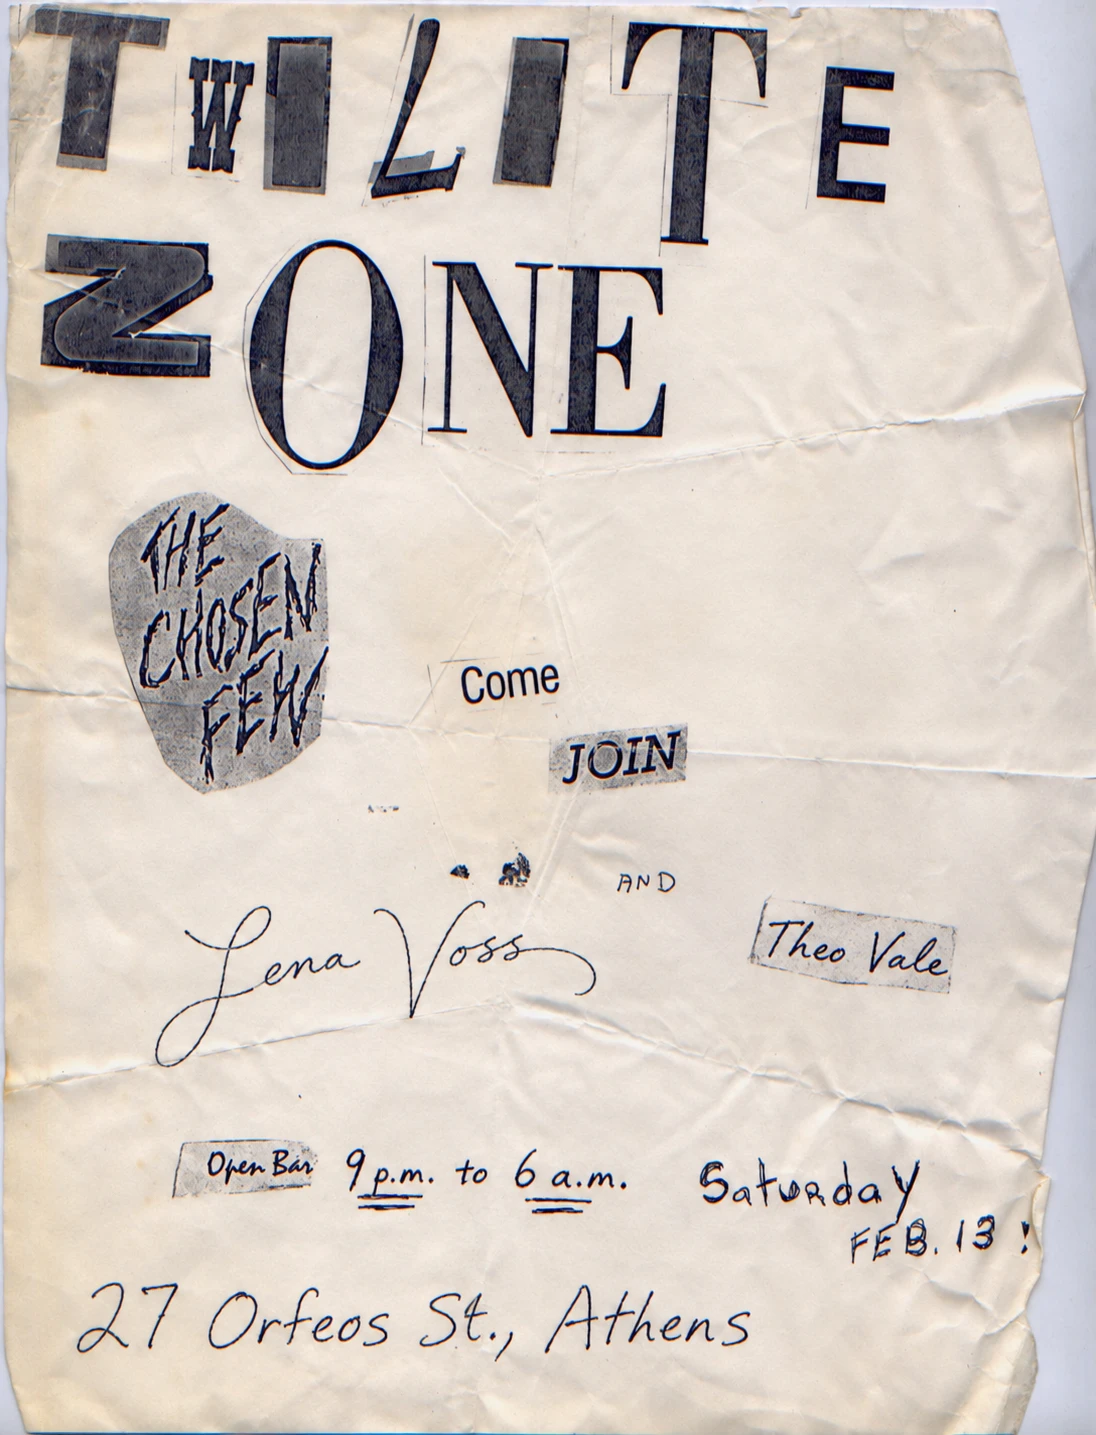 TWILITE
ZONE
THE
CHOSEN
FEW
Come
JOIN
AND
Lena Voss
Theo Vale
Open Bar 9 p.m. to 6 a.m. Saturday
FEB. 13!
27 Orfeos St., Athens